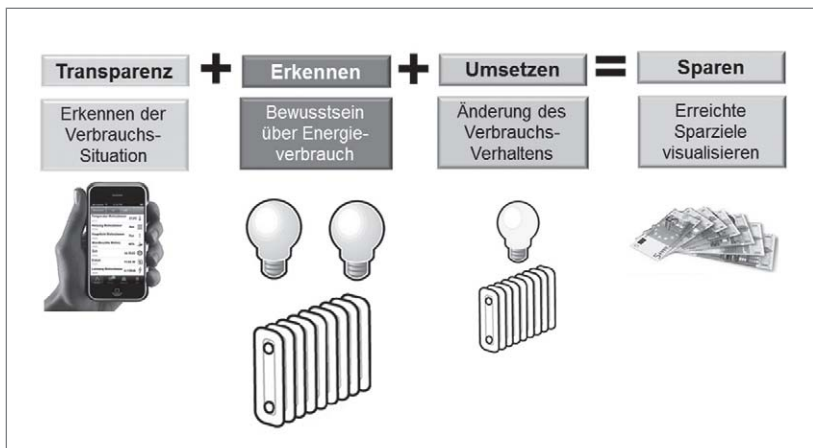 Transparenz + Erkennen + Umsetzen = Sparen
Erkennen der
Verbrauchs-
Situation
Bewusstsein
über Energie-
verbrauch
Änderung des
Verbrauchs-
Verhaltens
Erreichte
Sparziele
visualisieren